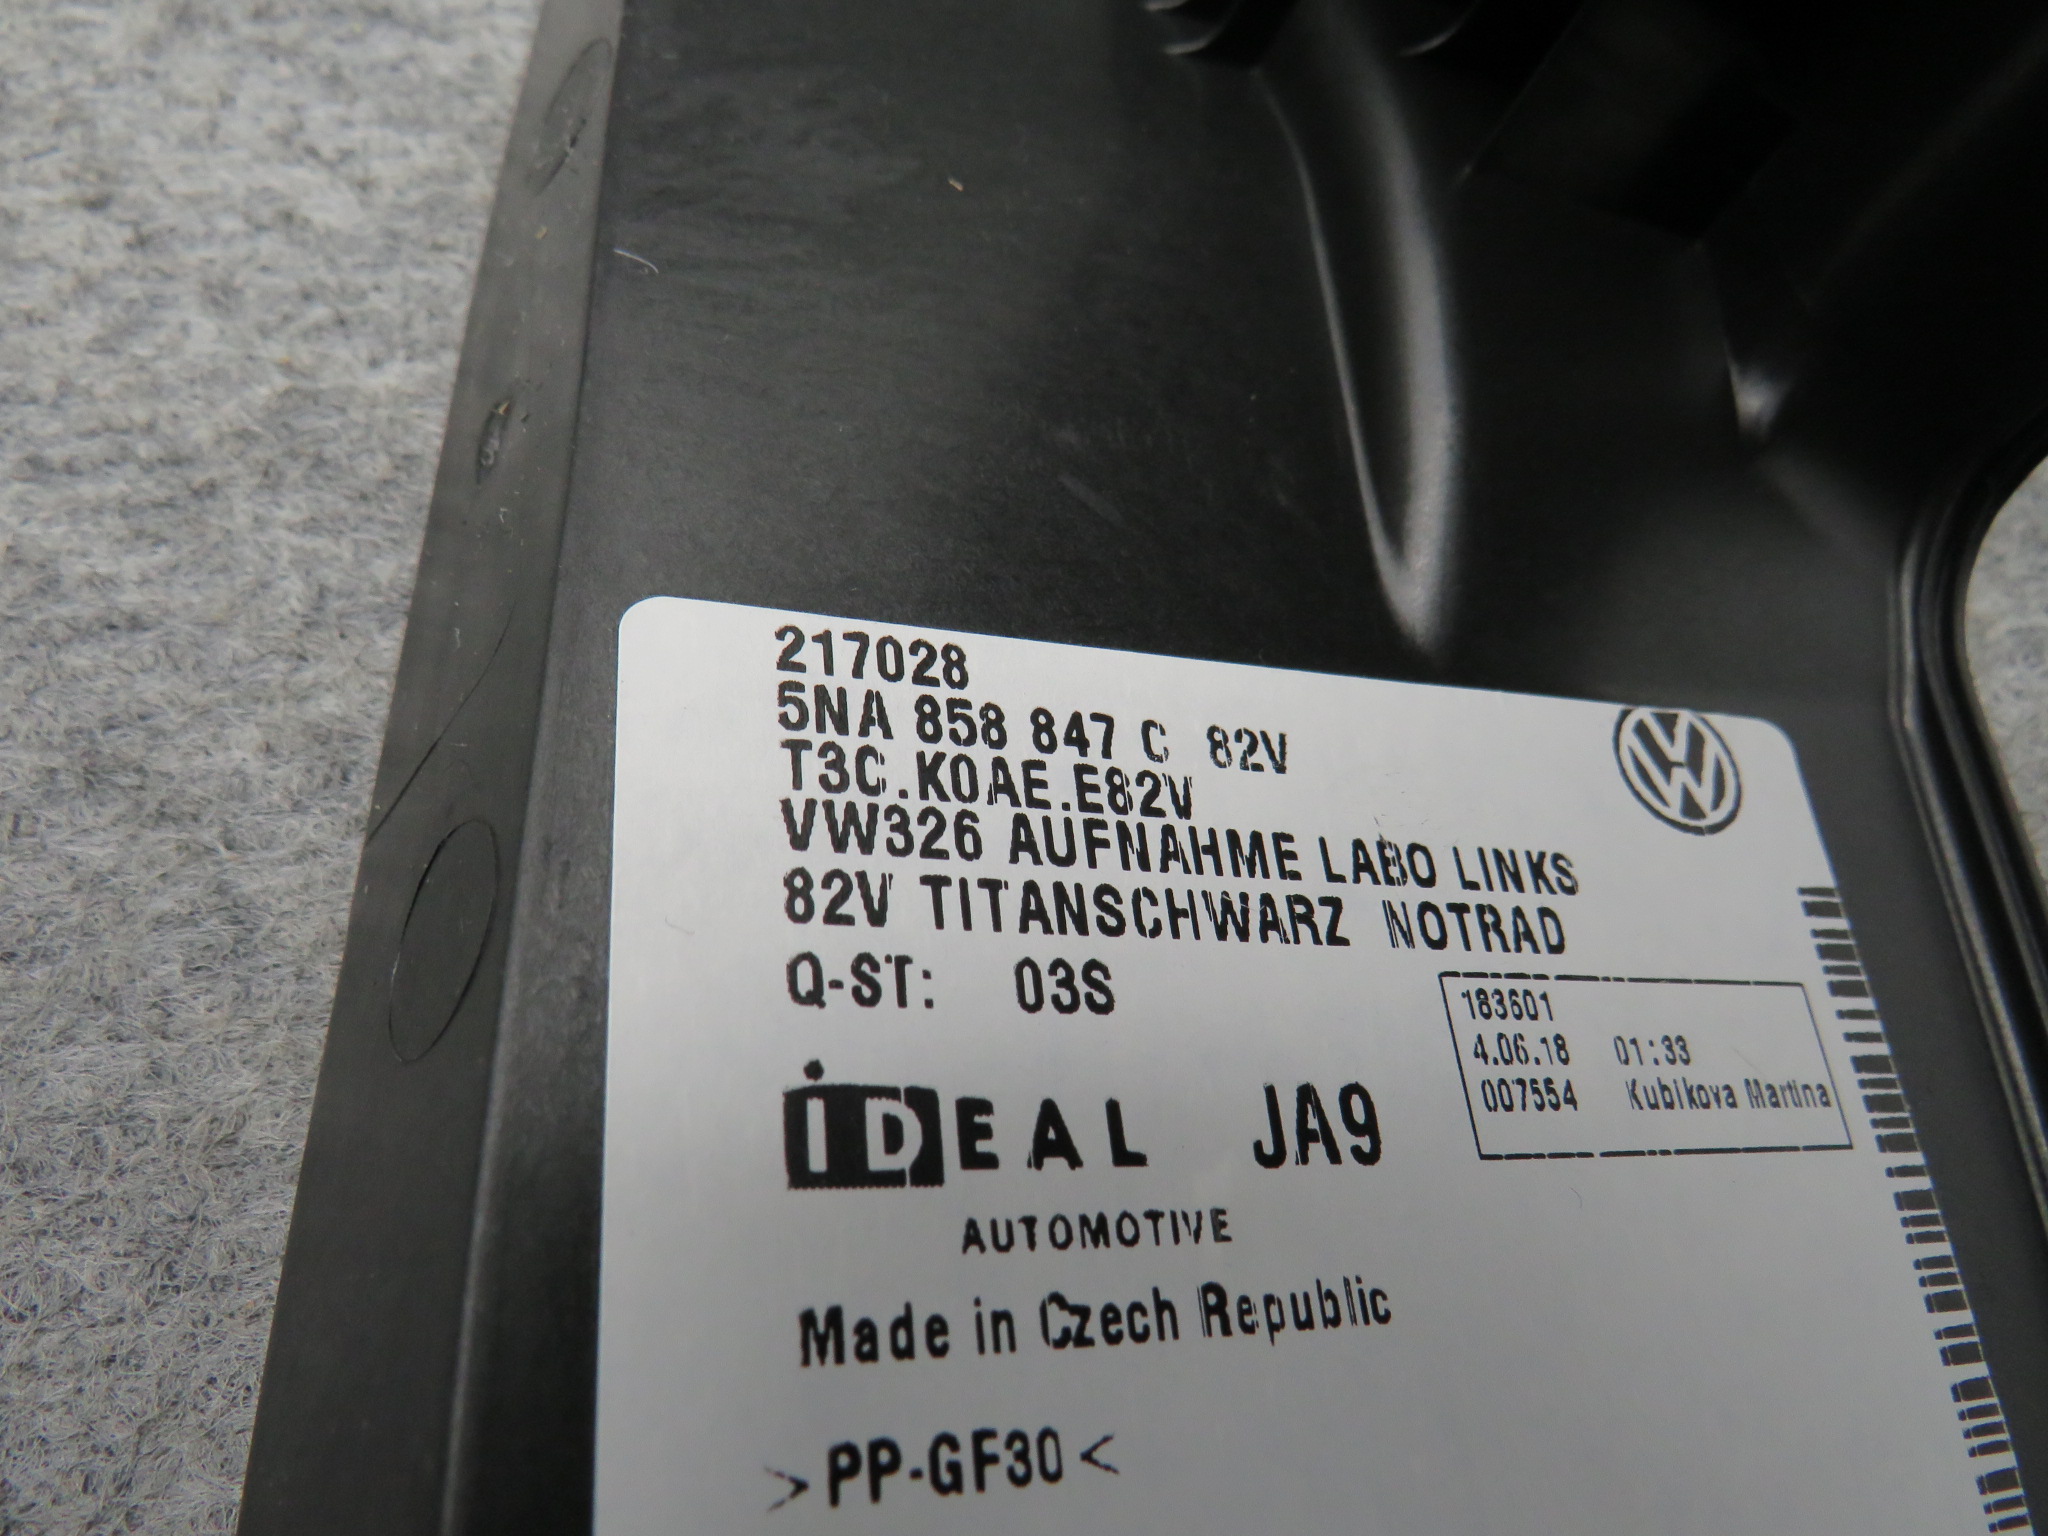 217028
5NA 858 847 C 82V
T3C.K0AE.E82V
VW326 AUFNAHME LABO LINKS
82V TITANSCHWARZ NOTRAD
Q-ST: 03S
183601
4.06.18 01:33
007554 Kubikova Martina
iDEAL JA9
AUTOMOTIVE
Made in Czech Republic
>PP-GF30<